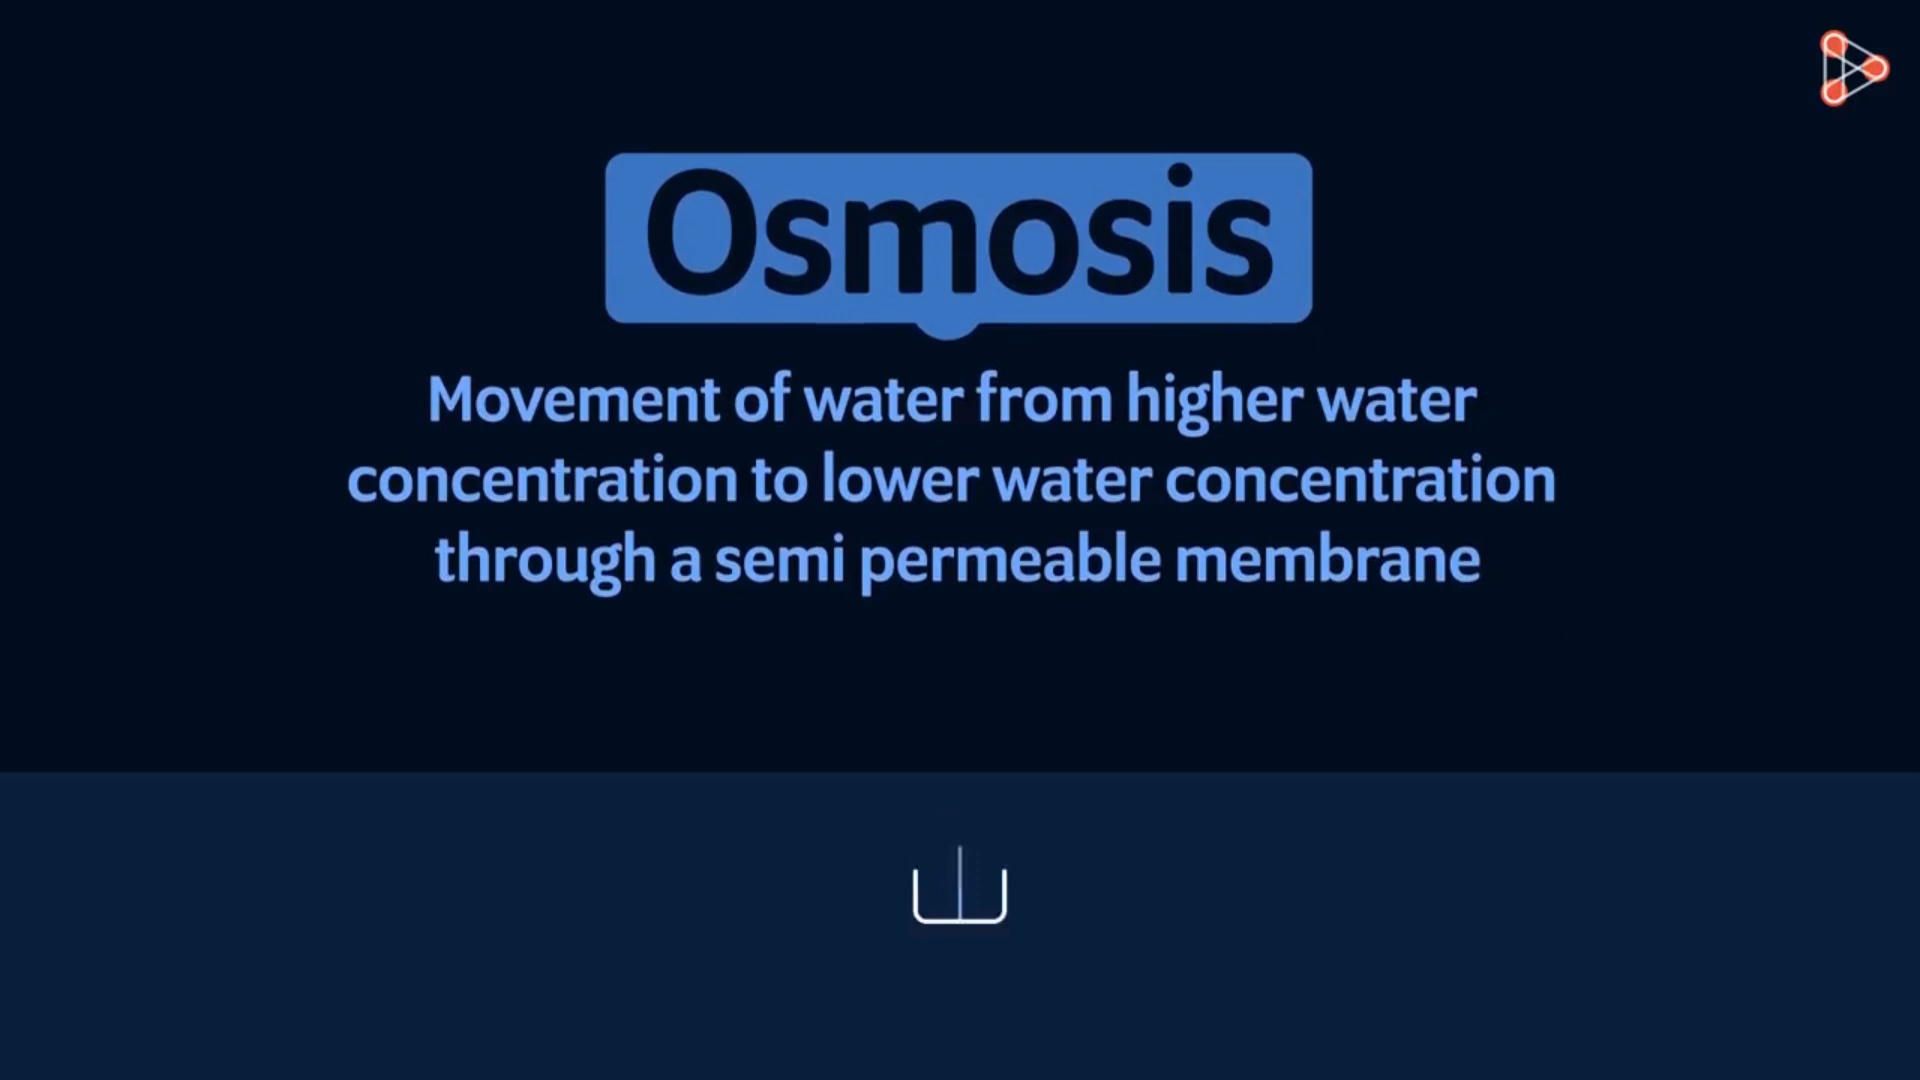 Osmosis
Movement of water from higher water
concentration to lower water concentration
through a semi permeable membrane